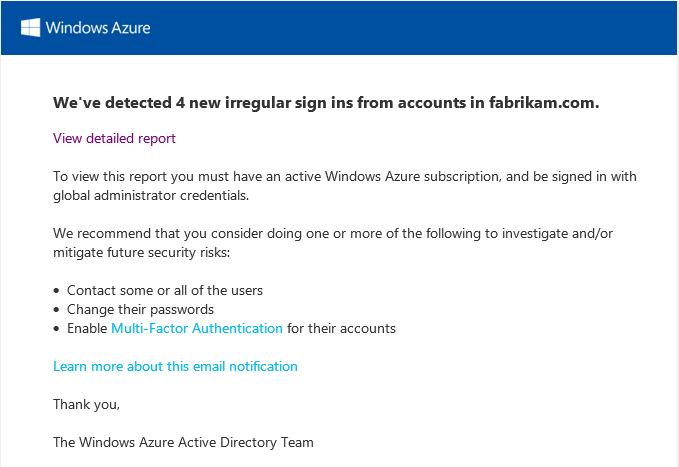 Windows Azure
We've detected 4 new irregular sign ins from accounts in fabrikam.com.
View detailed report
To view this report you must have an active Windows Azure subscription, and be signed in with
global administrator credentials.
We recommend that you consider doing one or more of the following to investigate and/or
mitigate future security risks:
• Contact some or all of the users
• Change their passwords
• Enable Multi-Factor Authentication for their accounts
Learn more about this email notification
Thank you,
The Windows Azure Active Directory Team